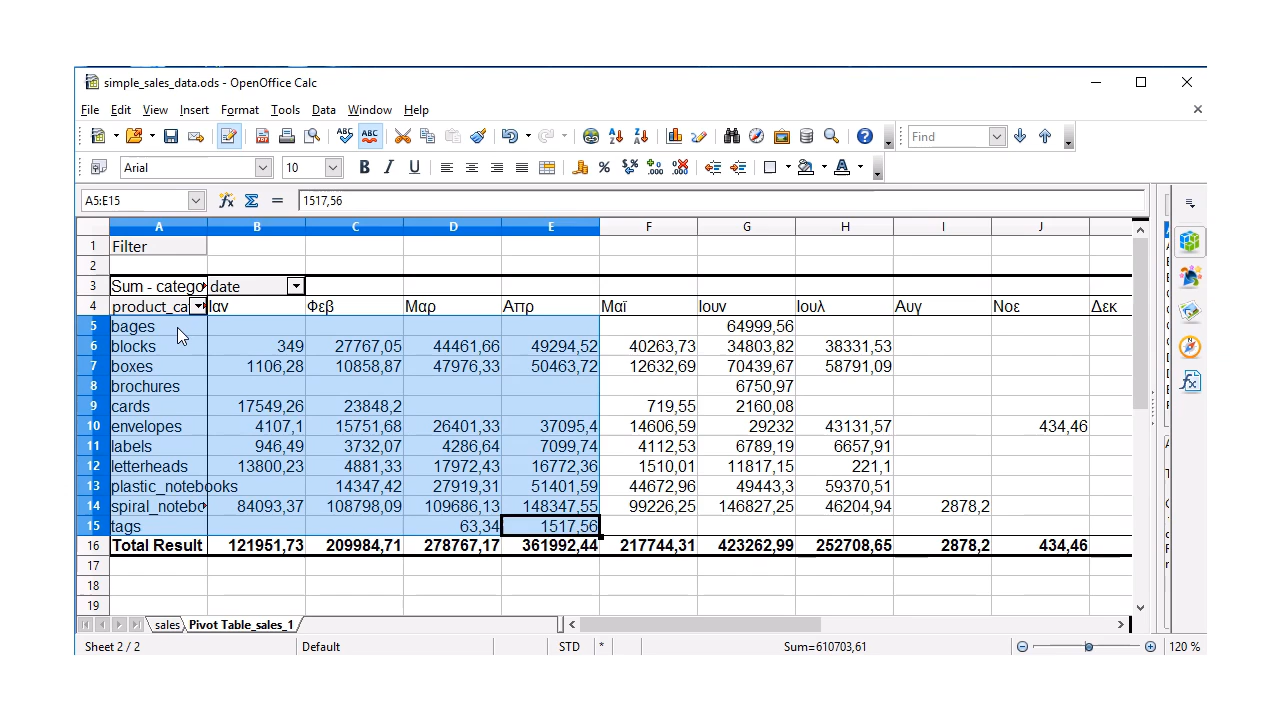 simple_sales_data.ods - OpenOffice Calc
File Edit View Insert Format Tools Data Window Help
Find
Arial 10
A5:E15 1517,56
A B C D E F G H I J
1 Filter
2
3 Sum - catego date
4 product_ca Ιαν Φεβ Μαρ Απρ Μαϊ Ιουν Ιουλ Αυγ Νοε Δεκ
5 bages 64999,56
6 blocks 349 27767,05 44461,66 49294,52 40263,73 34803,82 38331,53
7 boxes 1106,28 10858,87 47976,33 50463,72 12632,69 70439,67 58791,09
8 brochures 6750,97
9 cards 17549,26 23848,2 719,55 2160,08
10 envelopes 4107,1 15751,68 26401,33 37095,4 14606,59 29232 43131,57 434,46
11 labels 946,49 3732,07 4286,64 7099,74 4112,53 6789,19 6657,91
12 letterheads 13800,23 4881,33 17972,43 16772,36 1510,01 11817,15 221,1
13 plastic_notebooks 14347,42 27919,31 51401,59 44672,96 49443,3 59370,51
14 spiral_notebo 84093,37 108798,09 109686,13 148347,55 99226,25 146827,25 46204,94 2878,2
15 tags 63,34 1517,56
16 Total Result 121951,73 209984,71 278767,17 361992,44 217744,31 423262,99 252708,65 2878,2 434,46
17
18
19
sales Pivot Table_sales_1
Sheet 2 / 2 Default STD * Sum=610703,61 120 %